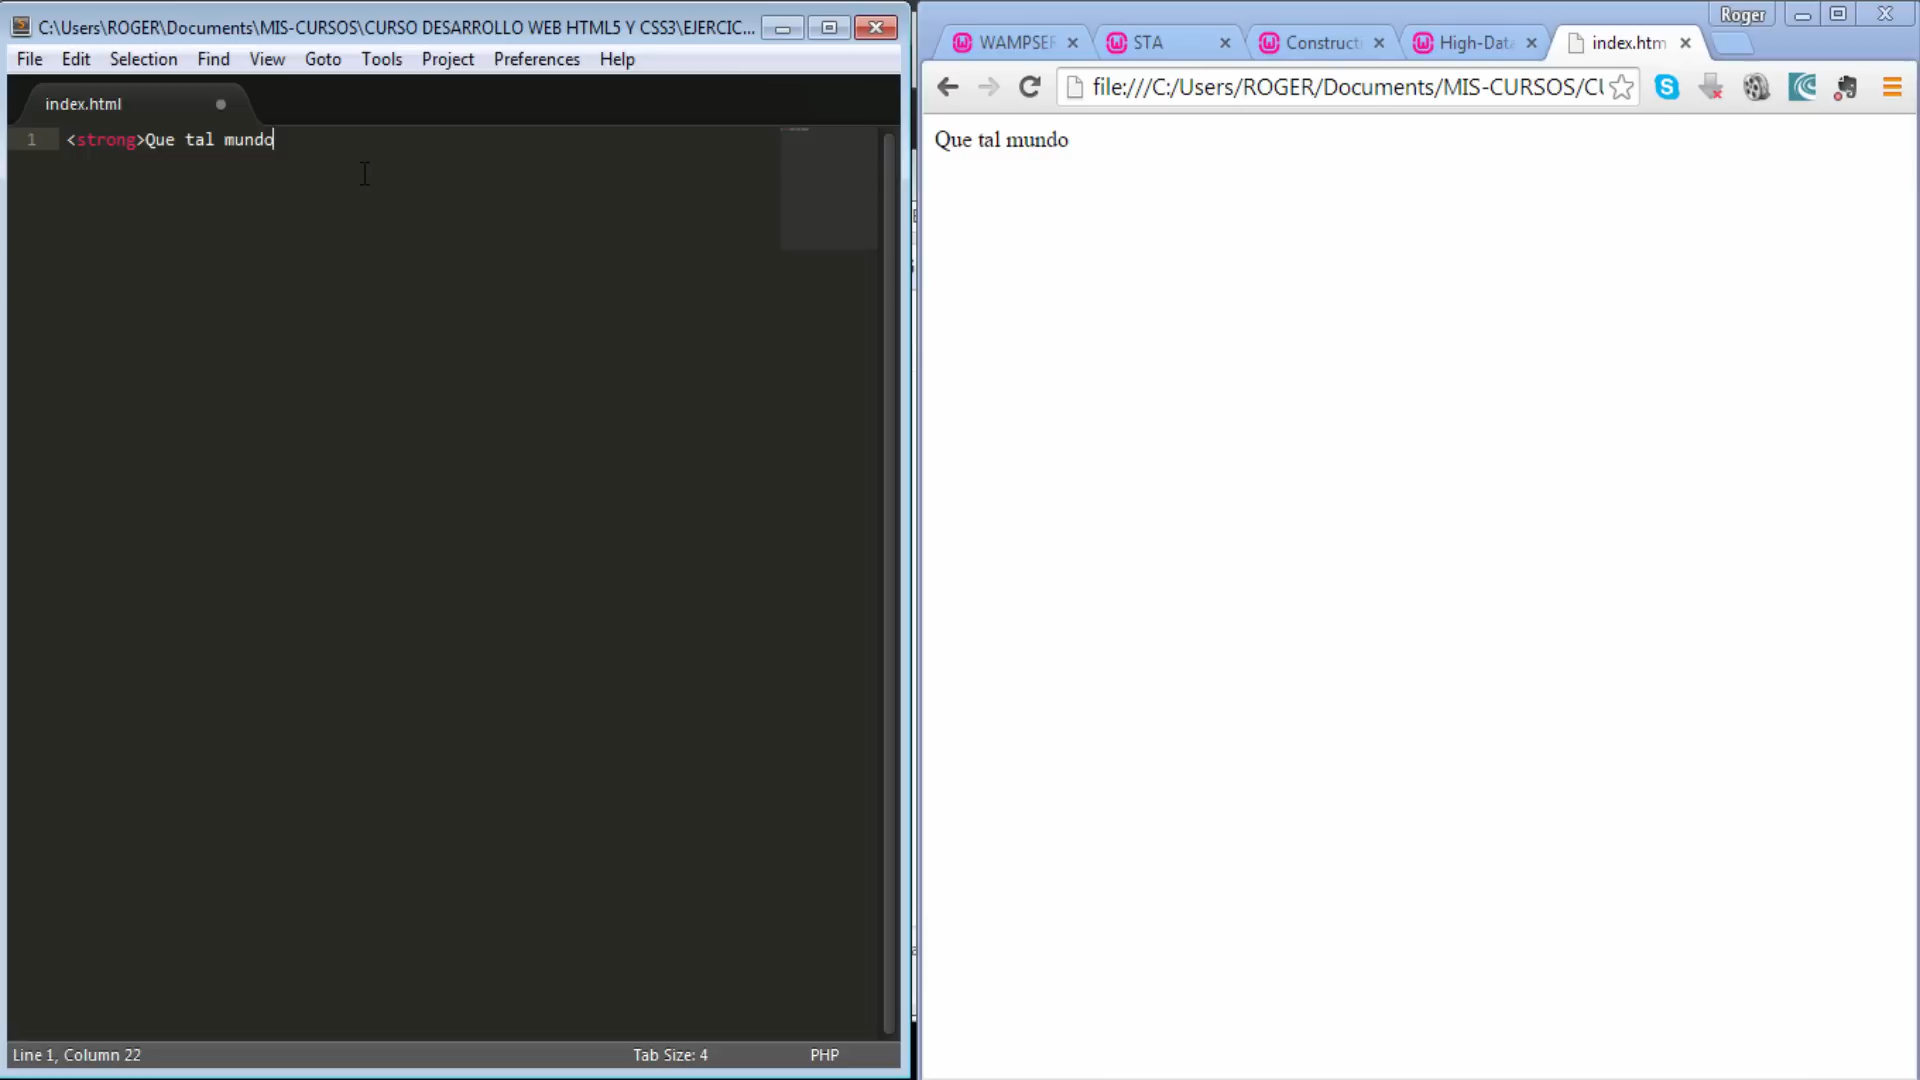 C:\Users\ROGER\Documents\MIS-CURSOS\CURSO DESARROLLO WEB HTML5 Y CSS3\EJERCIC...
File Edit Selection Find View Goto Tools Project Preferences Help
index.html
1 <strong>Que tal mundo
Line 1, Column 22 Tab Size: 4 PHP
Roger
WAMPSER STA Constructi High-Data index.htm
file:///C:/Users/ROGER/Documents/MIS-CURSOS/CU
Que tal mundo